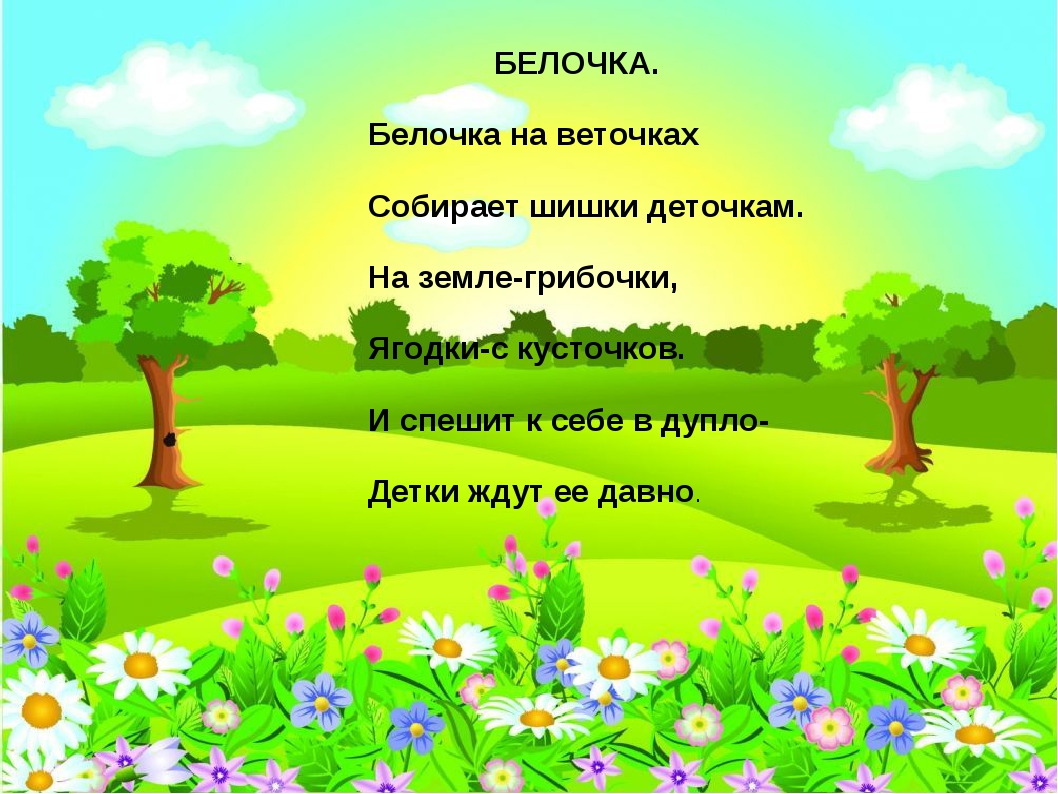 БЕЛОЧКА.
Белочка на веточках
Собирает шишки деточкам.
На земле-грибочки,
Ягодки-с кусточков.
И спешит к себе в дупло-
Детки ждут ее давно.